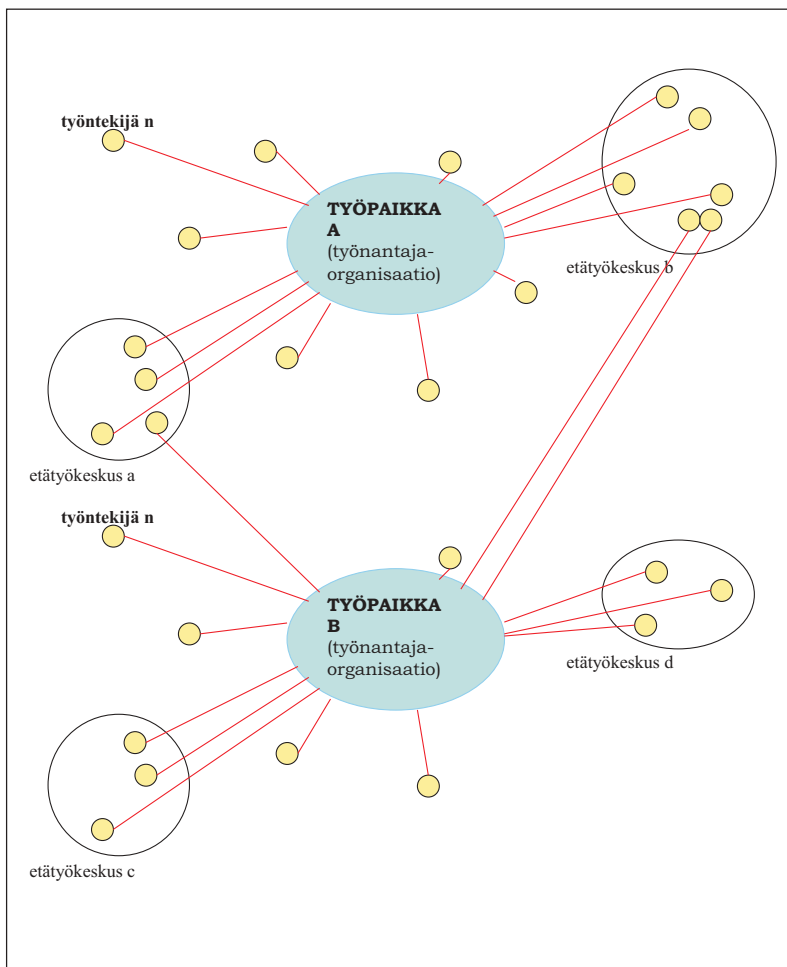 työntekijä n
TYÖPAIKKA
A
(työnantaja-
organisaatio)
etätyökeskus b
etätyökeskus a
työntekijä n
TYÖPAIKKA
B
(työnantaja-
organisaatio)
etätyökeskus d
etätyökeskus c